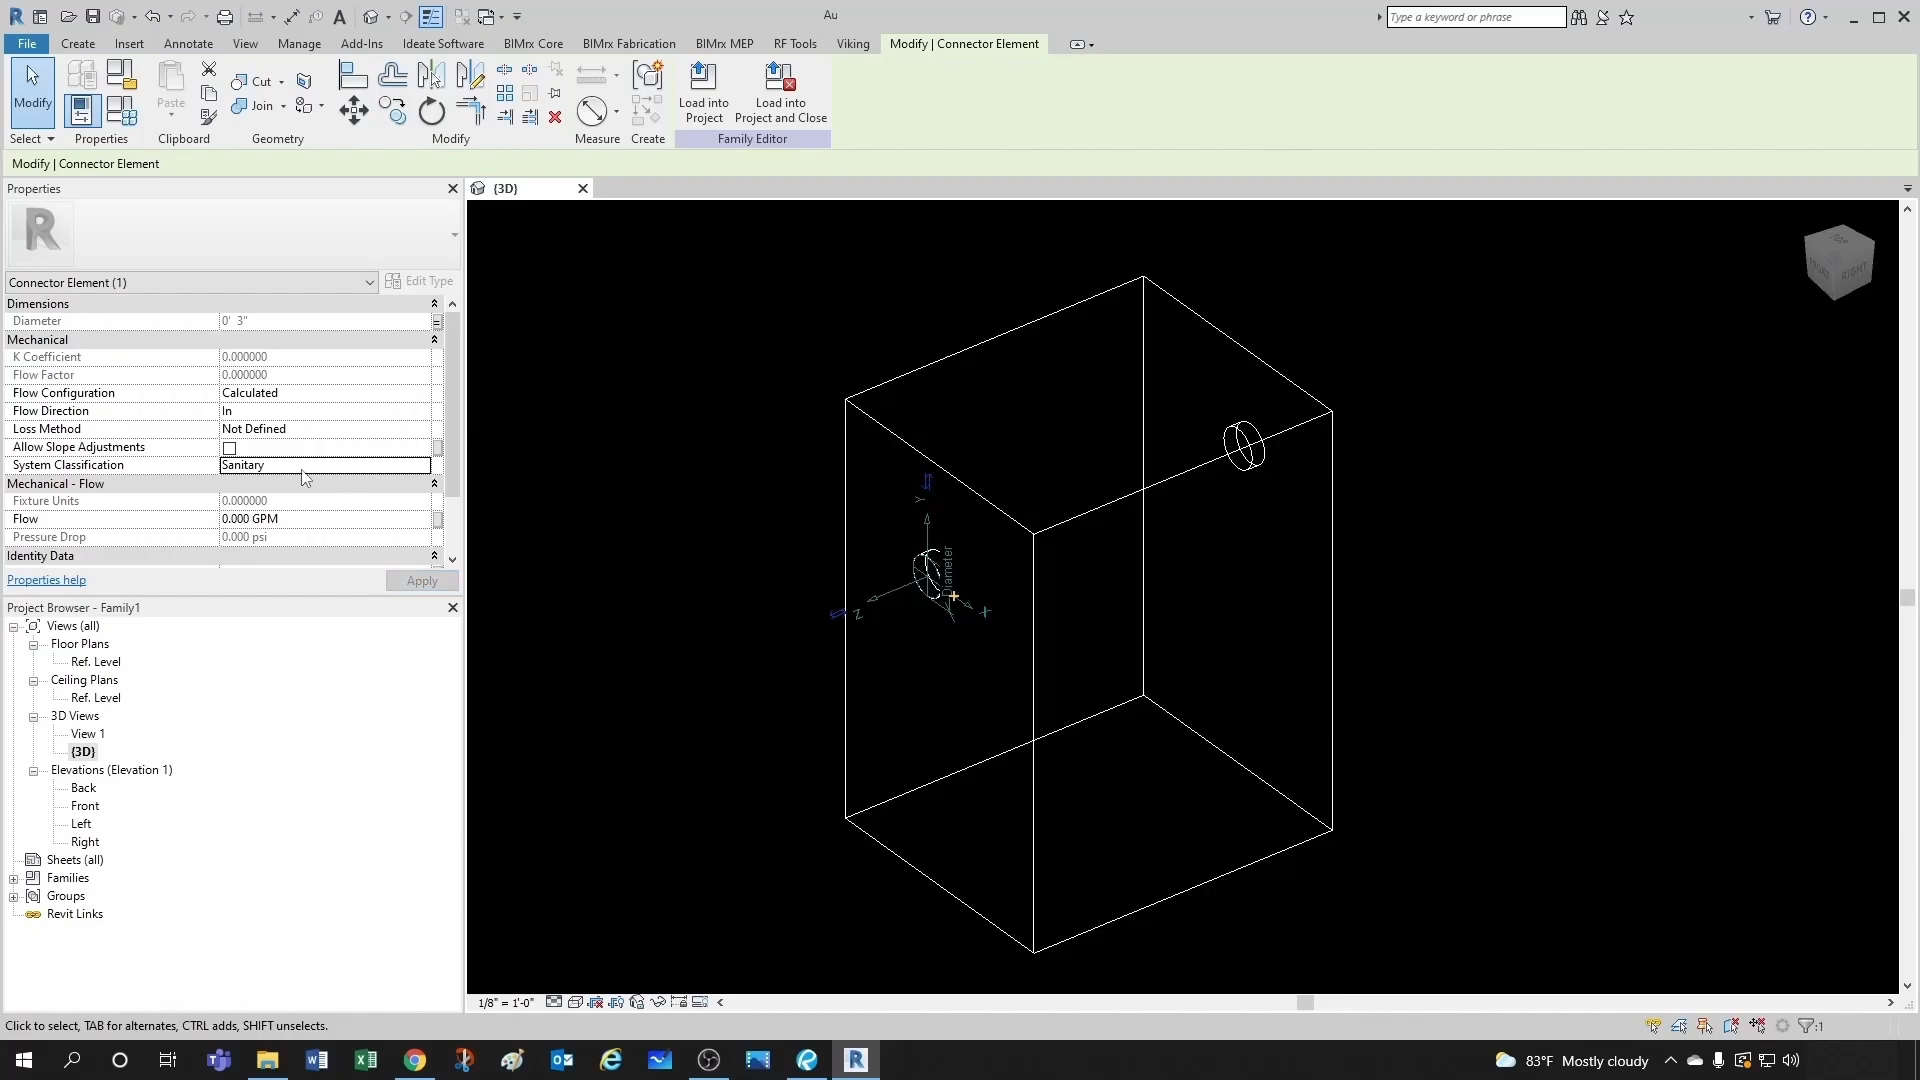 Au
Type a keyword or phrase
File Create Insert Annotate View Manage Add-Ins Ideate Software BIMrx Core BIMrx Fabrication BIMrx MEP RF Tools Viking Modify | Connector Element
Modify
Paste
Cut
Join
Load into Project
Load into Project and Close
Select Properties Clipboard Geometry Modify Measure Create Family Editor
Modify | Connector Element
Properties
{3D}
R
Connector Element (1)
Edit Type
Dimensions
Diameter 0' 3"
Mechanical
K Coefficient 0.000000
Flow Factor 0.000000
Flow Configuration Calculated
Flow Direction In
Loss Method Not Defined
Allow Slope Adjustments
System Classification Sanitary
Mechanical - Flow
Fixture Units 0.000000
Flow 0.000 GPM
Pressure Drop 0.000 psi
Identity Data
Properties help
Apply
Project Browser - Family1
Views (all)
Floor Plans
Ref. Level
Ceiling Plans
Ref. Level
3D Views
View 1
{3D}
Elevations (Elevation 1)
Back
Front
Left
Right
Sheets (all)
Families
Groups
Revit Links
TOP
FRONT
RIGHT
Y
Diameter
Z
X
1/8" = 1'-0"
Click to select, TAB for alternates, CTRL adds, SHIFT unselects.
:1
83°F Mostly cloudy